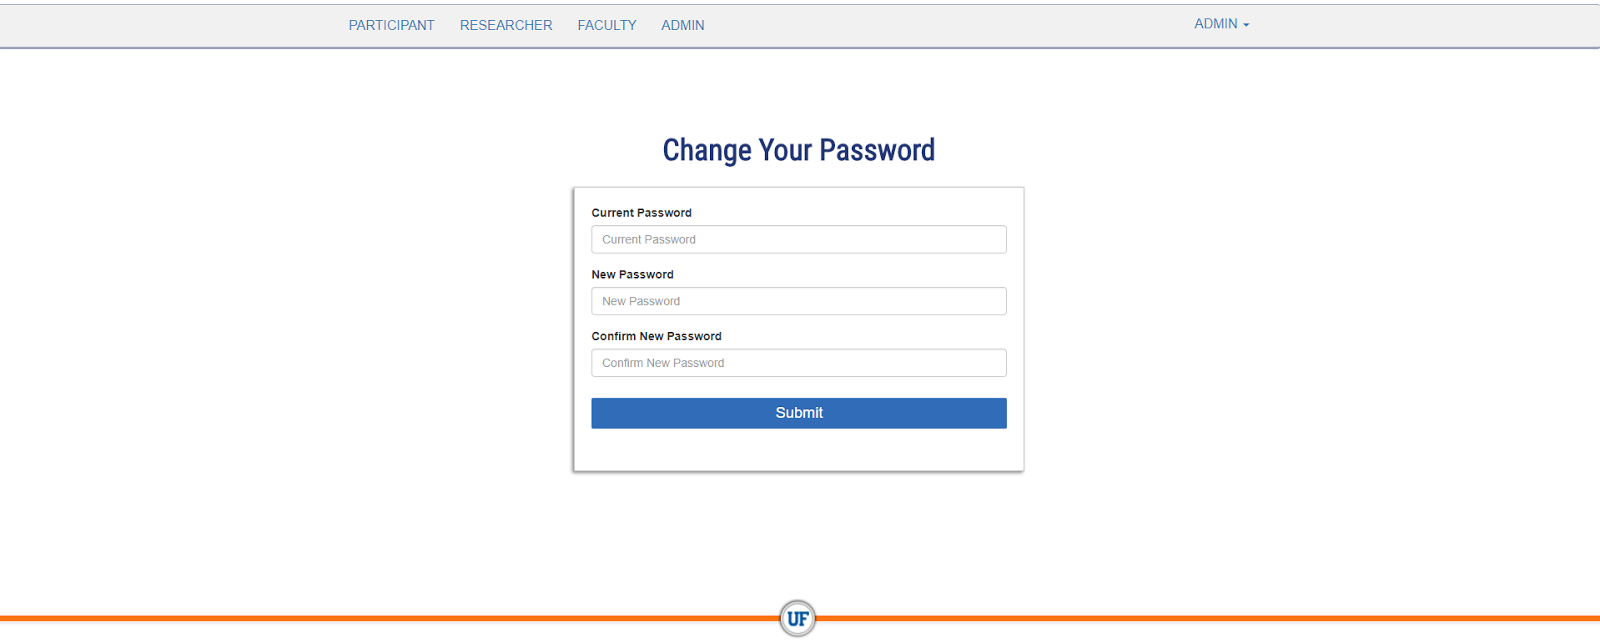 PARTICIPANT RESEARCHER FACULTY ADMIN ADMIN
Change Your Password
Current Password
Current Password
New Password
New Password
Confirm New Password
Confirm New Password
Submit
UF